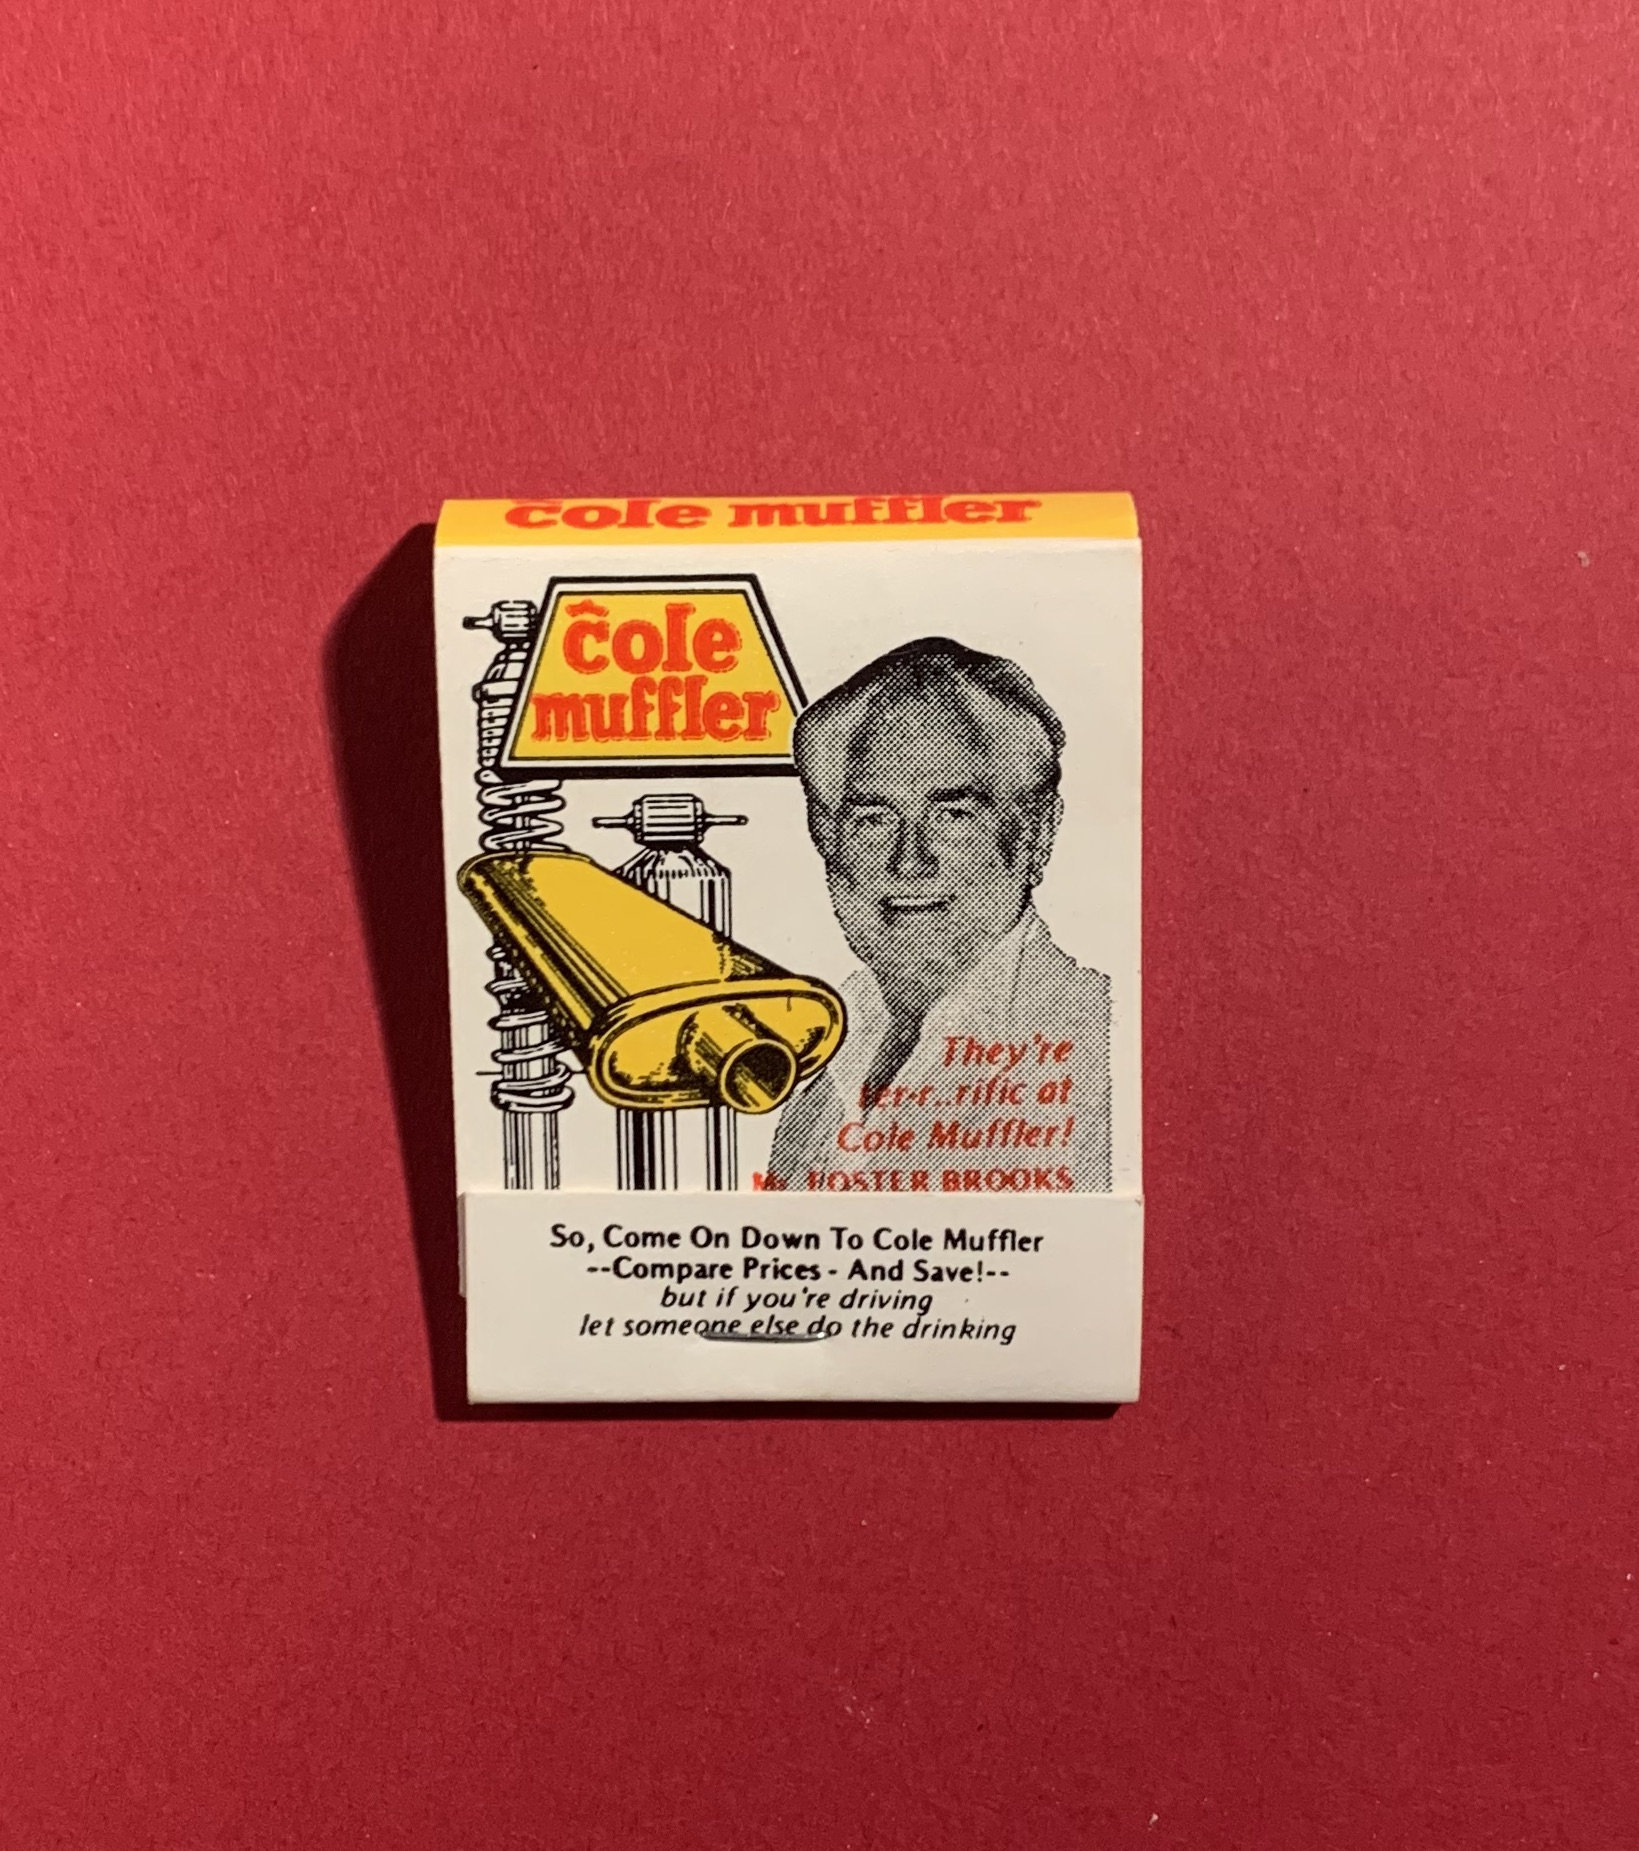 cole muffler
cole
muffler
They're
ter-r..rific at
Cole Muffler!
Mr. FOSTER BROOKS
So, Come On Down To Cole Muffler
--Compare Prices - And Save!--
but if you're driving
let someone else do the drinking